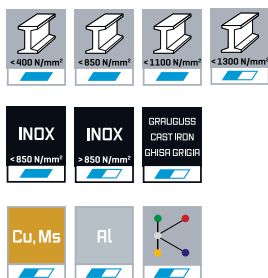 <400 N/mm²
<850 N/mm²
<1100 N/mm²
<1300 N/mm²
INOX
<850 N/mm²
INOX
>850 N/mm²
GRAUGUSS
CAST IRON
GHISA GRIGIA
Cu, Ms
Al